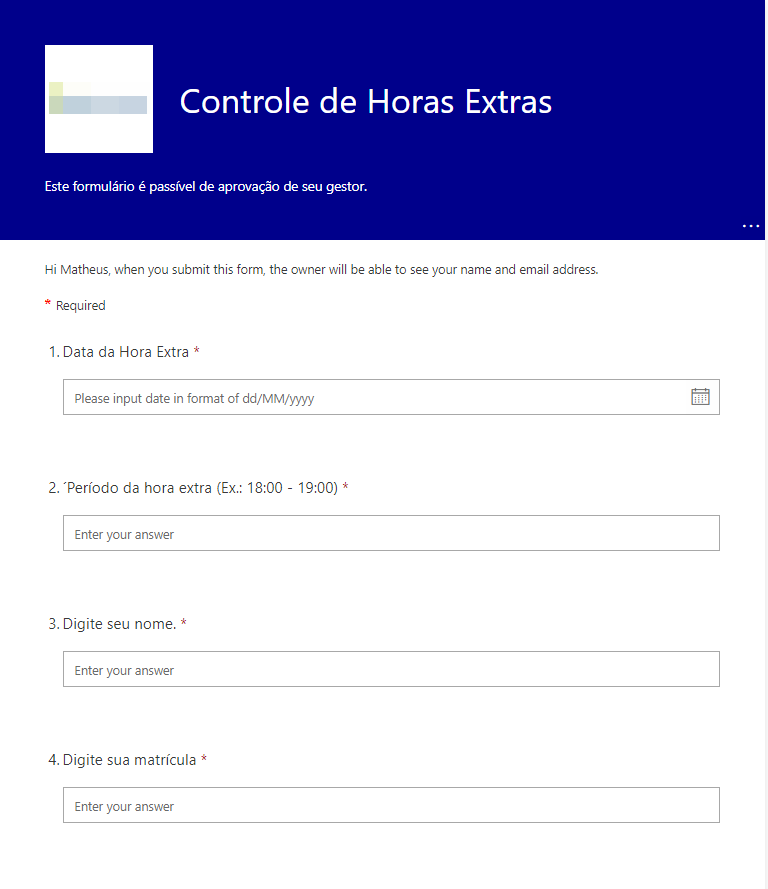 Controle de Horas Extras
Este formulário é passível de aprovação de seu gestor.
...
Hi Matheus, when you submit this form, the owner will be able to see your name and email address.
* Required
1. Data da Hora Extra *
Please input date in format of dd/MM/yyyy
2. ´Período da hora extra (Ex.: 18:00 - 19:00) *
Enter your answer
3. Digite seu nome. *
Enter your answer
4. Digite sua matrícula *
Enter your answer